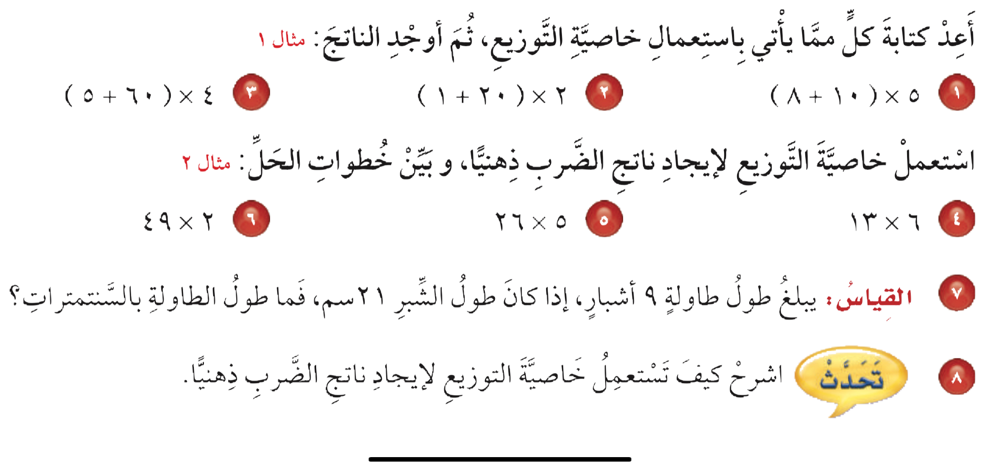 أَعِدْ كتابةَ كلٍّ ممَّا يأْتي بِاستِعمالِ خاصيَّةِ التَّوزيعِ، ثُمَ أوجْدِ الناتجَ: مثال ١
١ ٥ × ( ١٠ + ٨ ) ٢ ٢ × ( ٢٠ + ١ ) ٣ ٤ × ( ٦٠ + ٥ )
اسْتعملْ خاصيَّةَ التَّوزيعِ لإيجادِ ناتجِ الضَّربِ ذِهنيًّا، و بَيِّنْ خُطواتِ الحَلِّ: مثال ٢
٤ ٦ × ١٣ ٥ ٥ × ٢٦ ٦ ٢ × ٤٩
٧ القِياسُ: يبلغُ طولُ طاولةٍ ٩ أشبارٍ، إذا كانَ طولُ الشِّبرِ ٢١سم، فَما طولُ الطاولةِ بالسَّنتمتراتِ؟
٨ تَحَدَّثْ اشرحْ كيفَ تَسْتعمِلُ خَاصيَّةَ التوزيعِ لإيجادِ ناتجِ الضَّربِ ذِهنيًّا.